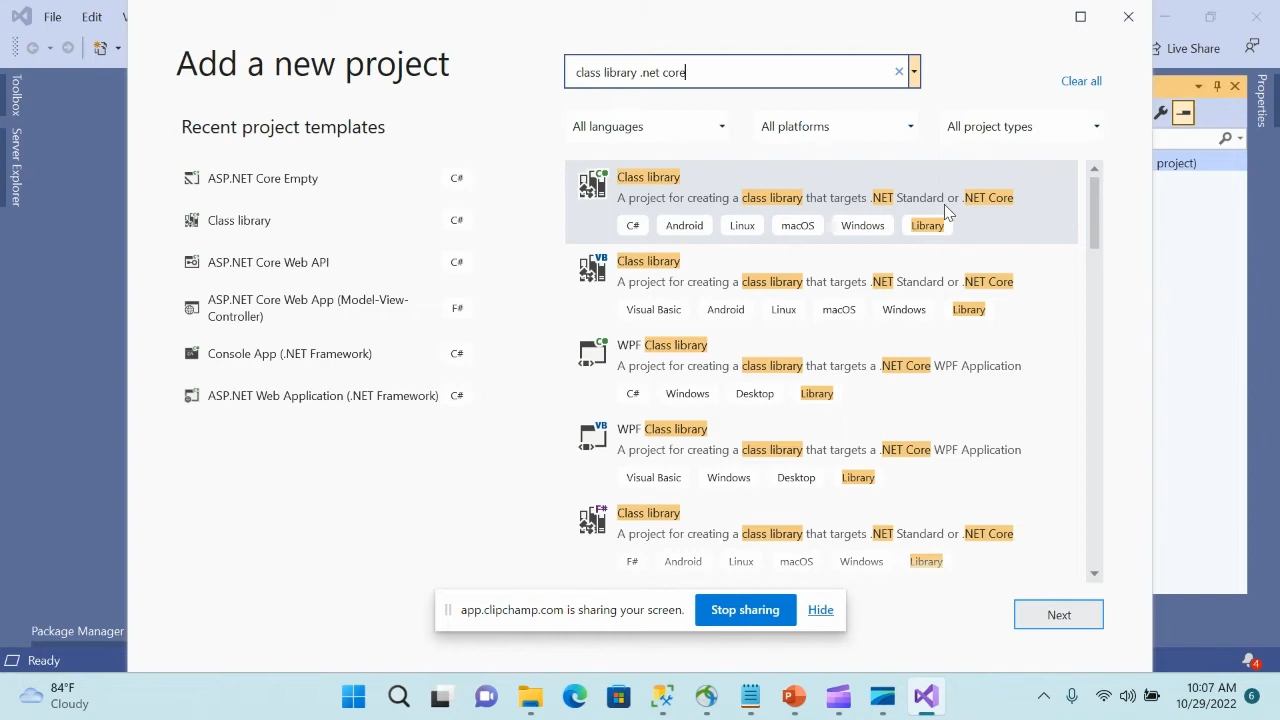 File
Live Share
Toolbox
Server Explorer
Properties
project)
Add a new project
class library .net core
Clear all
Recent project templates
All languages
All platforms
All project types
ASP.NET Core Empty C#
Class library C#
ASP.NET Core Web API C#
ASP.NET Core Web App (Model-View-
Controller) F#
Console App (.NET Framework) C#
ASP.NET Web Application (.NET Framework) C#
Class library
A project for creating a class library that targets .NET Standard or .NET Core
C# Android Linux macOS Windows Library
Class library
A project for creating a class library that targets .NET Standard or .NET Core
Visual Basic Android Linux macOS Windows Library
WPF Class library
A project for creating a class library that targets a .NET Core WPF Application
C# Windows Desktop Library
WPF Class library
A project for creating a class library that targets a .NET Core WPF Application
Visual Basic Windows Desktop Library
Class library
A project for creating a class library that targets .NET Standard or .NET Core
F# Android Linux macOS Windows Library
app.clipchamp.com is sharing your screen. Stop sharing Hide
Next
Package Manager
Ready
4
84°F
Cloudy
10:07 AM
10/29/2022
6